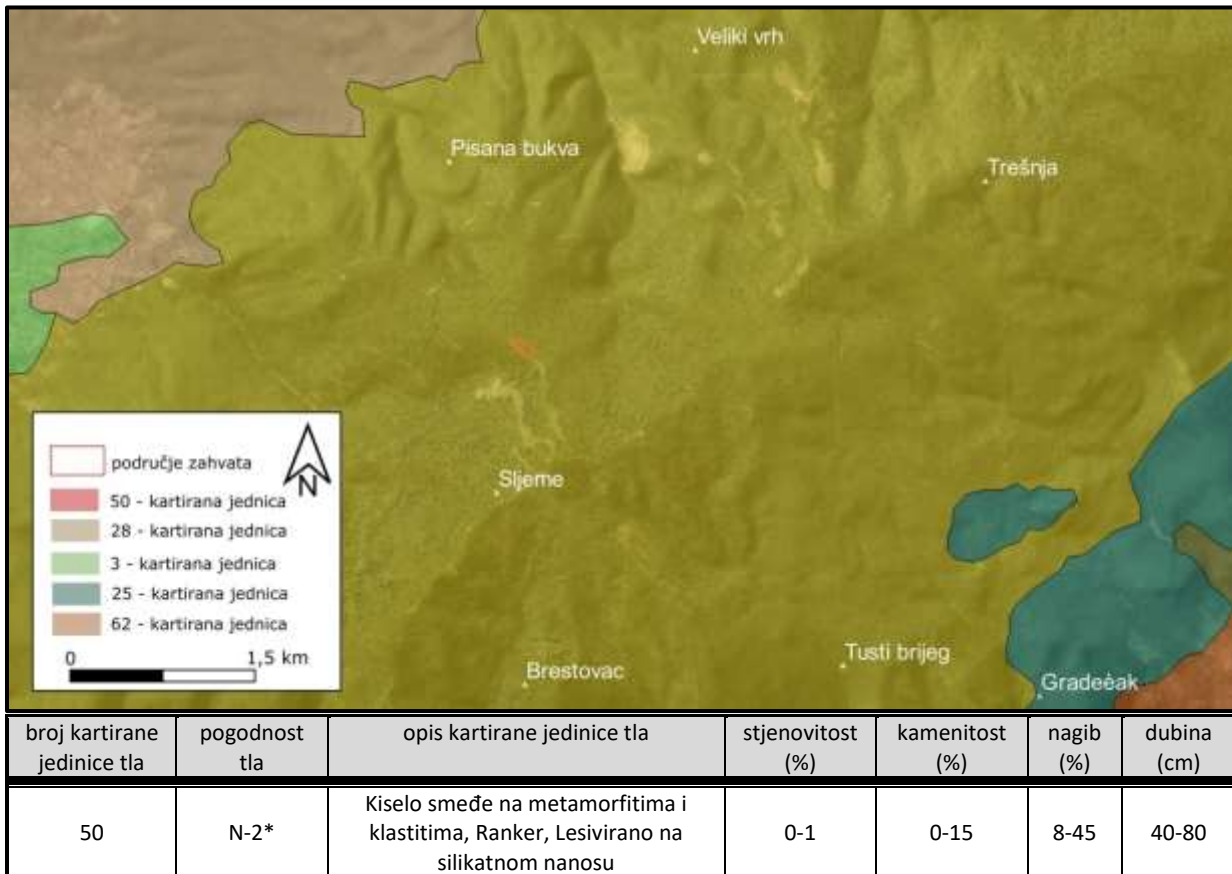 Veliki vrh
Pisana bukva
Trešnja
Sljeme
Brestovac
Tusti brijeg
Gradeèak
područje zahvata
N
50 - kartirana jednica
28 - kartirana jednica
3 - kartirana jednica
25 - kartirana jednica
62 - kartirana jednica
0 1,5 km
broj kartirane jedinice tla
pogodnost tla
opis kartirane jedinice tla
stjenovitost (%)
kamenitost (%)
nagib (%)
dubina (cm)
50
N-2*
Kiselo smeđe na metamorfitima i
klastitima, Ranker, Lesivirano na
silikatnom nanosu
0-1
0-15
8-45
40-80